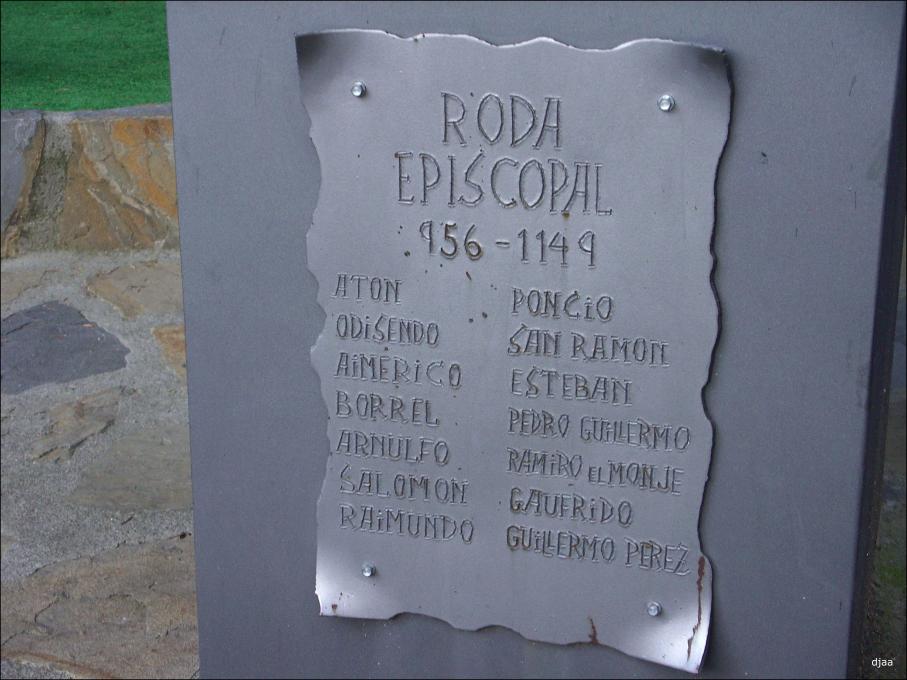 RODA
EPISCOPAL
956 - 1149
ATON
ODiSENDO
AiMERiCO
BORREL
ARNULFO
SALOMON
RAiMUNDO
PONCiO
SAN RAMON
ESTEBAN
PEDRO GUiLLERMO
RAMiRO EL MONJE
GAUFRiDO
GUiLLERMO PEREZ
djaa